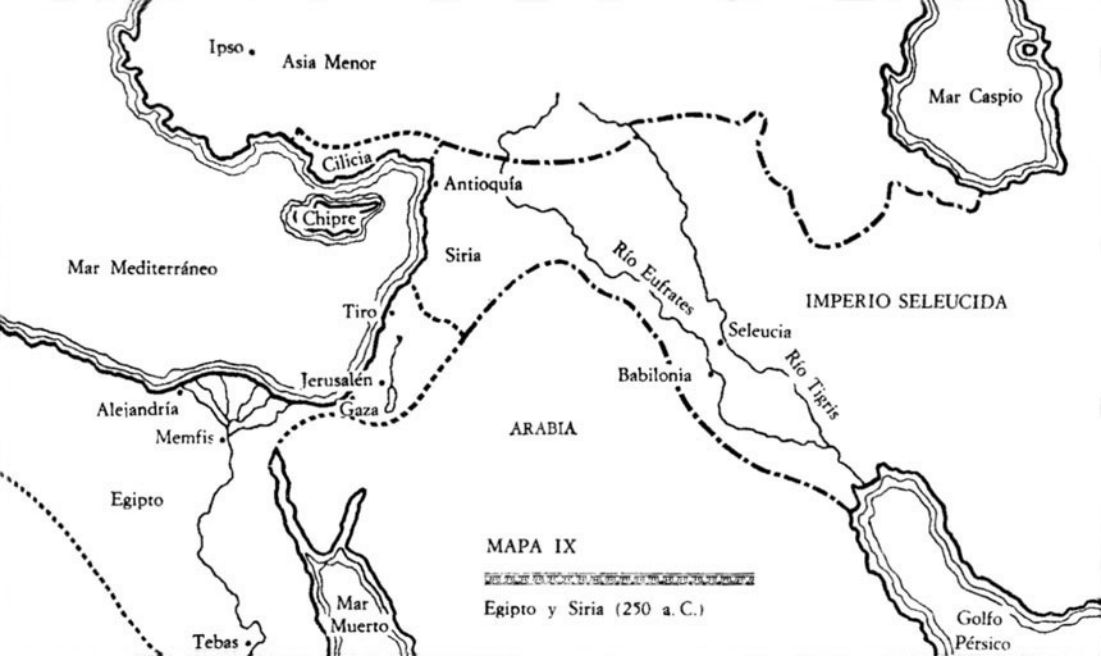 Ipso
Asia Menor
Mar Caspio
Cilicia
Antioquía
Chipre
Siria
Mar Mediterráneo
Río Eufrates
IMPERIO SELEUCIDA
Tiro
Seleucia
Río Tigris
Jerusalén
Babilonia
Alejandría
Gaza
Memfis
ARABIA
Egipto
MAPA IX
Egipto y Siria (250 a. C.)
Mar
Muerto
Golfo
Pérsico
Tebas